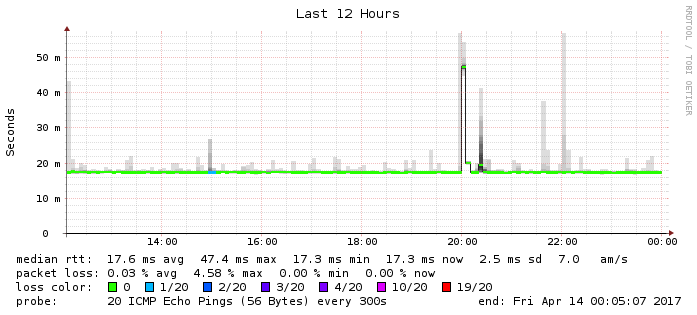 Last 12 Hours
RRDTOOL / TOBI OETIKER
Seconds
50 m
40 m
30 m
20 m
10 m
0
14:00 16:00 18:00 20:00 22:00 00:00
median rtt: 17.6 ms avg 47.4 ms max 17.3 ms min 17.3 ms now 2.5 ms sd 7.0 am/s
packet loss: 0.03 % avg 4.58 % max 0.00 % min 0.00 % now
loss color: 0 1/20 2/20 3/20 4/20 10/20 19/20
probe: 20 ICMP Echo Pings (56 Bytes) every 300s end: Fri Apr 14 00:05:07 2017